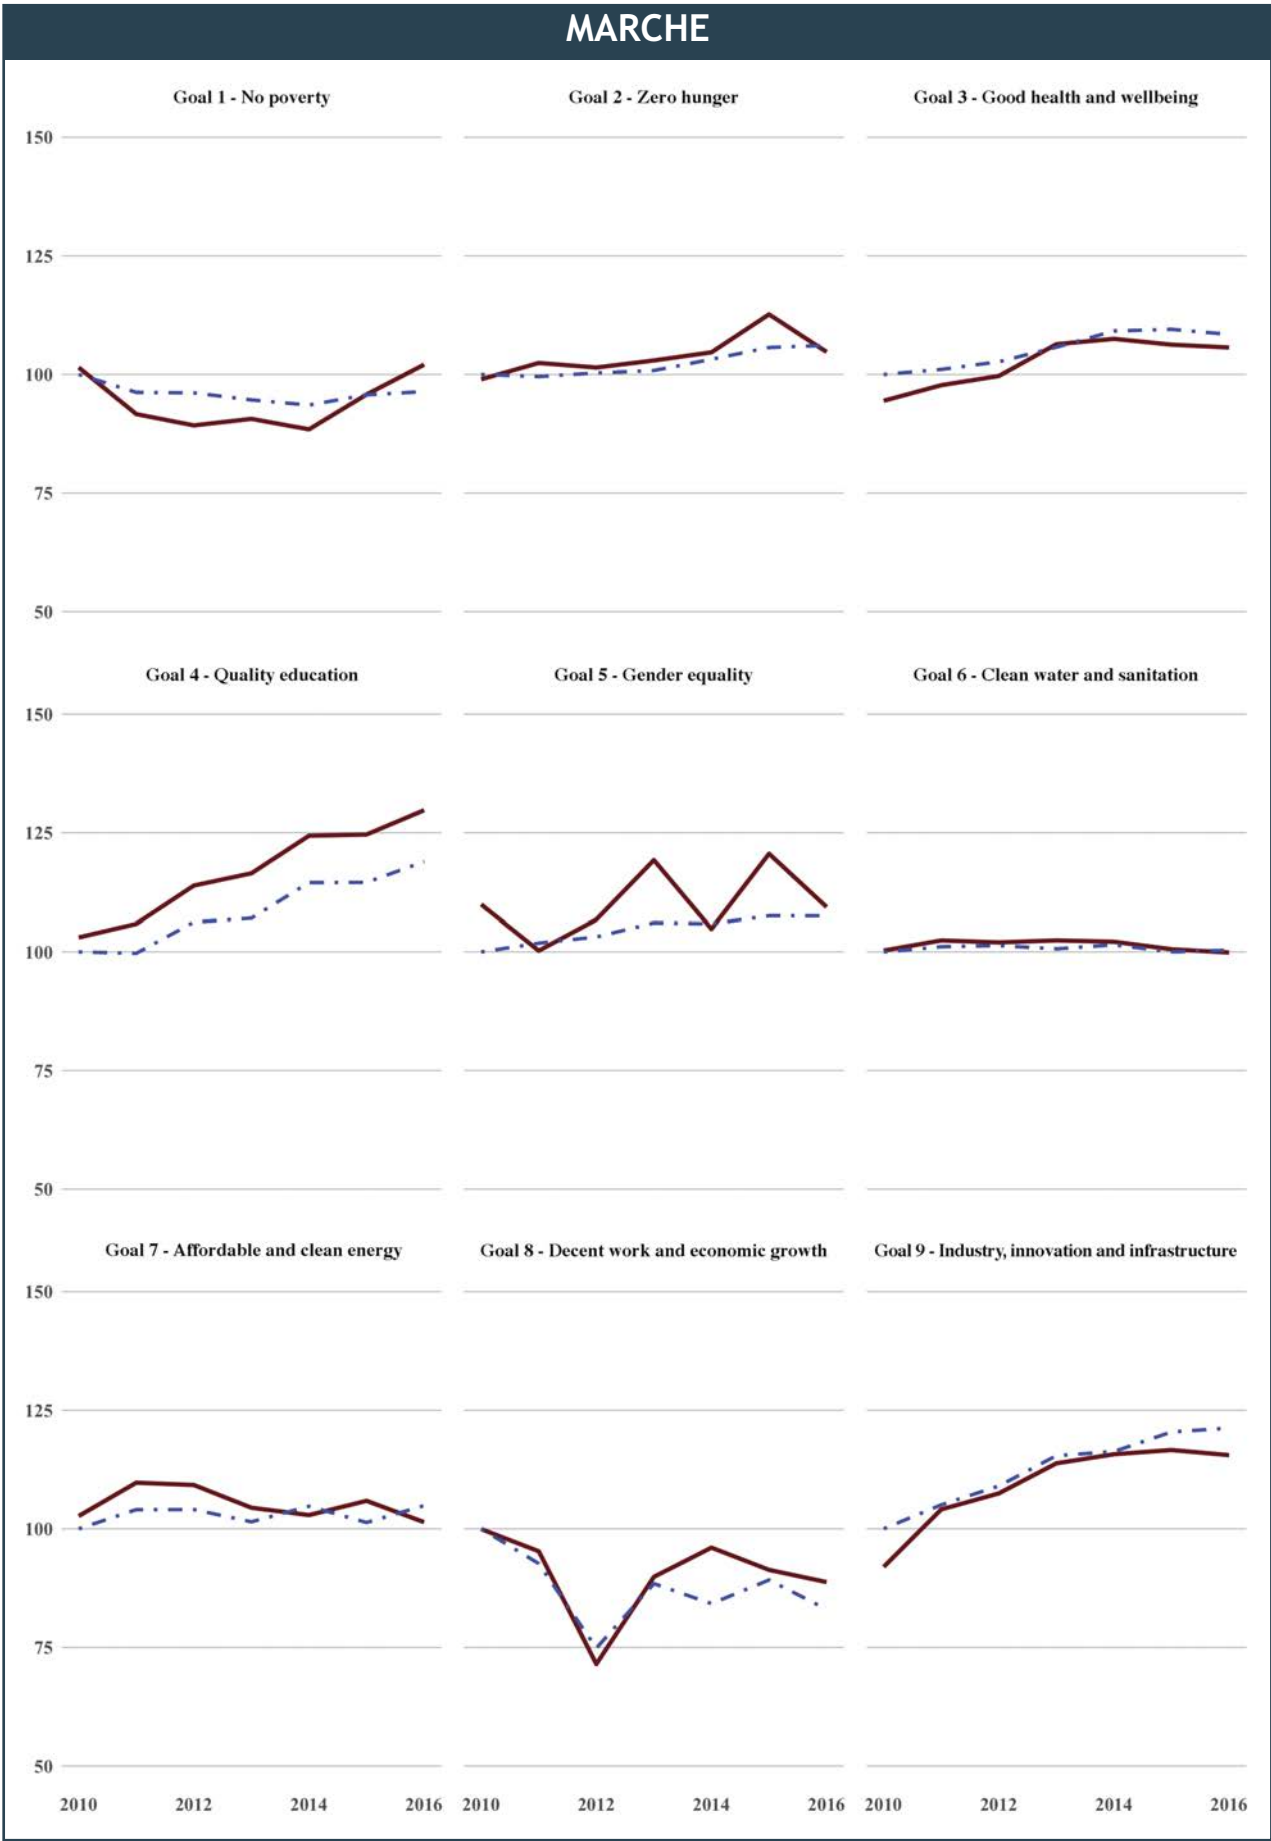 MARCHE
Goal 1 - No poverty
Goal 2 - Zero hunger
Goal 3 - Good health and wellbeing
150
125
100
75
50
Goal 4 - Quality education
Goal 5 - Gender equality
Goal 6 - Clean water and sanitation
150
125
100
75
50
Goal 7 - Affordable and clean energy
Goal 8 - Decent work and economic growth
Goal 9 - Industry, innovation and infrastructure
150
125
100
75
50
2010 2012 2014 2016 2010 2012 2014 2016 2010 2012 2014 2016